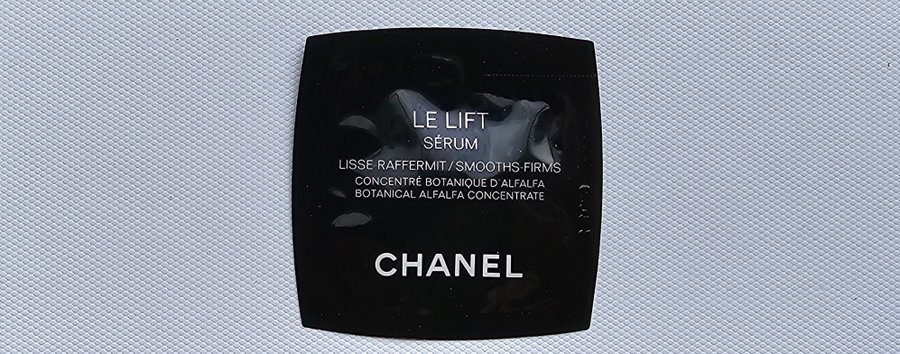 LE LIFT
SÉRUM
LISSE-RAFFERMIT / SMOOTHS-FIRMS
CONCENTRÉ BOTANIQUE D'ALFALFA
BOTANICAL ALFALFA CONCENTRATE
CHANEL